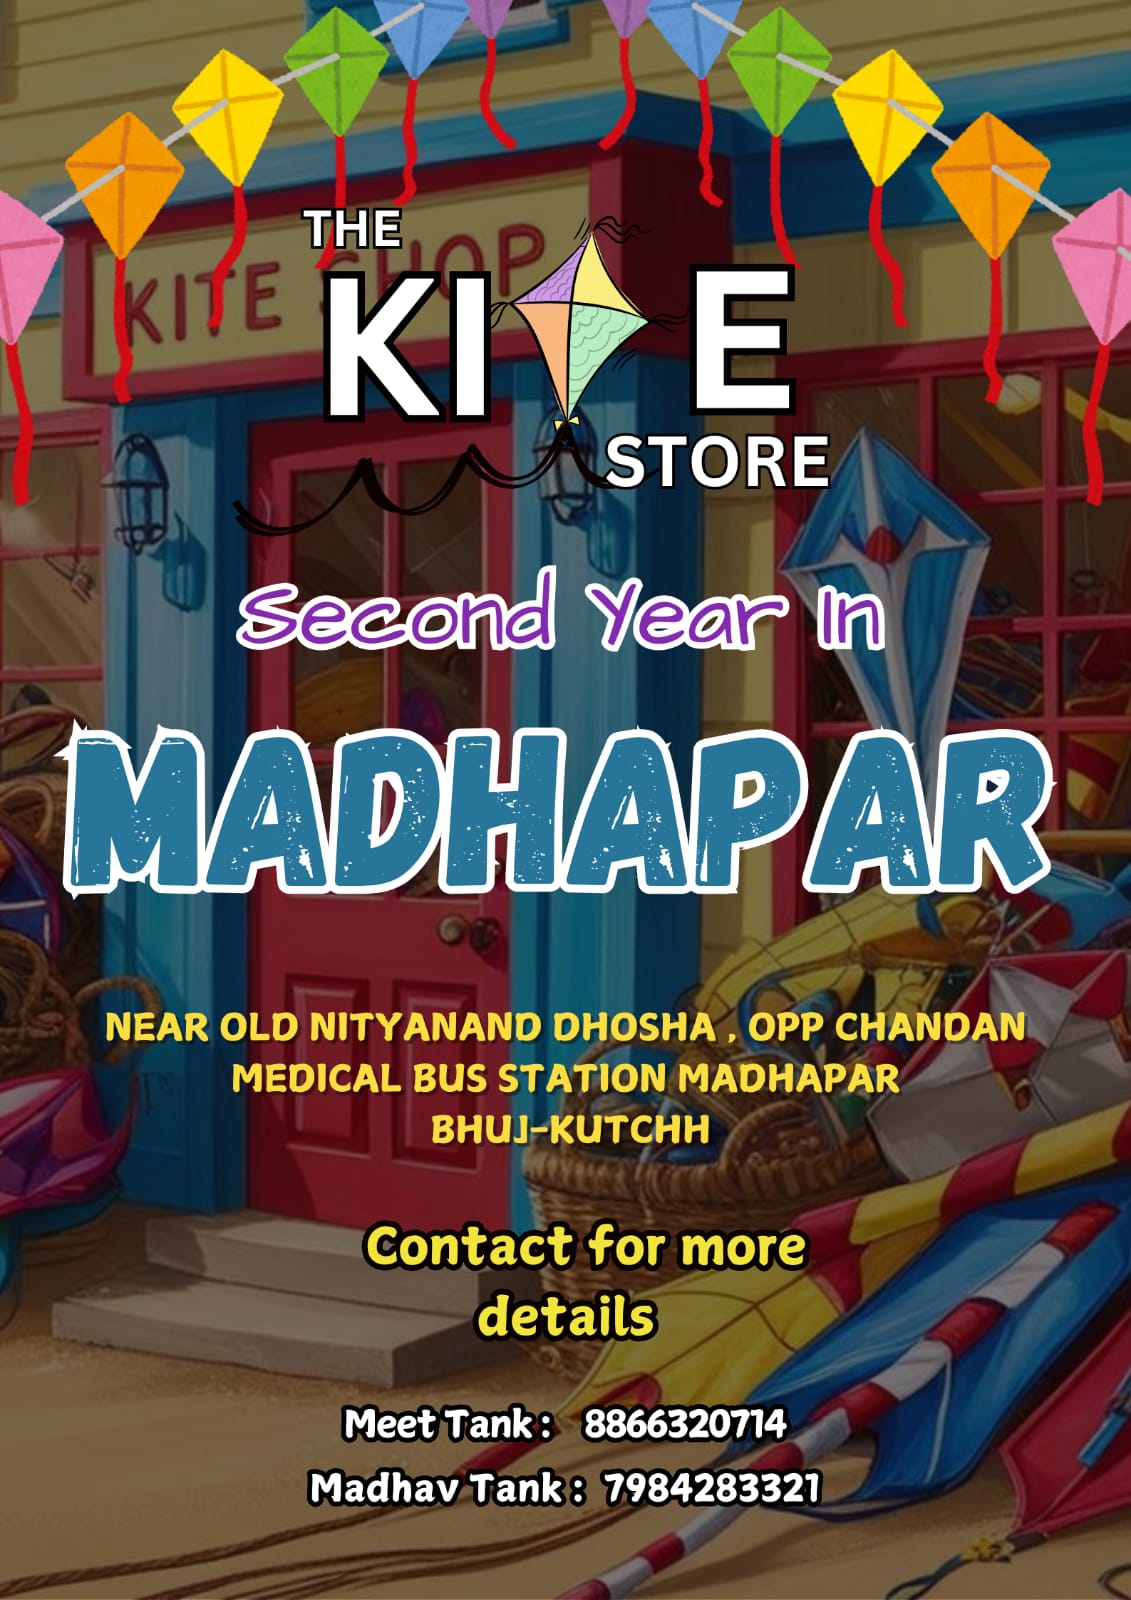 KITE SHOP
THE
KITE
STORE
Second Year In
MADHAPAR
NEAR OLD NITYANAND DHOSHA , OPP CHANDAN
MEDICAL BUS STATION MADHAPAR
BHUJ-KUTCHH
Contact for more
details
Meet Tank : 8866320714
Madhav Tank : 7984283321